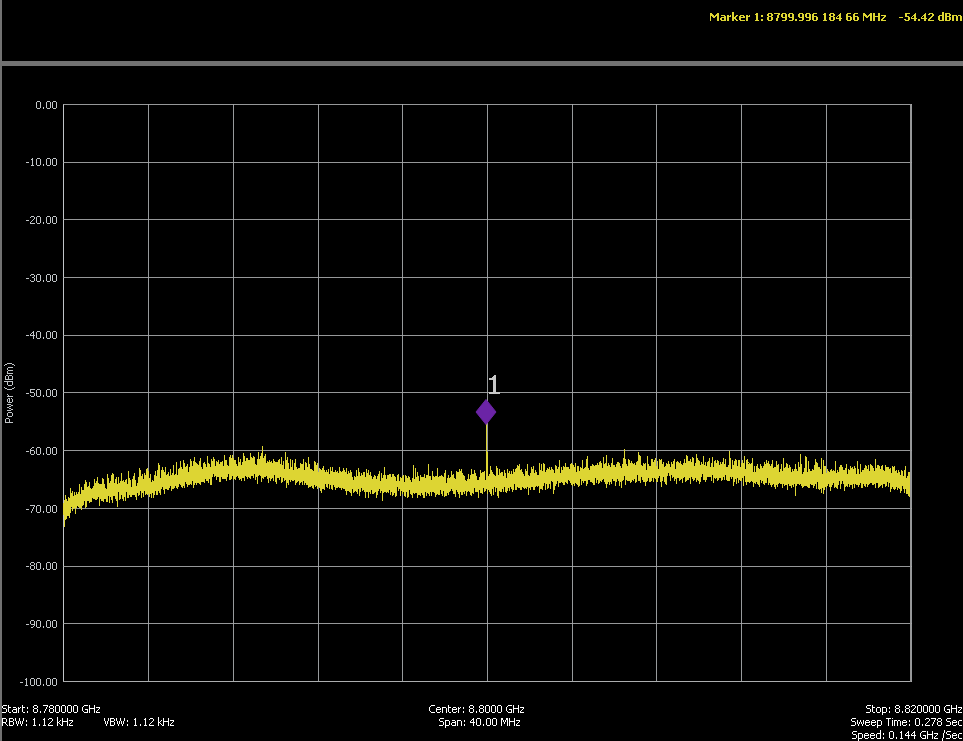 Marker 1: 8799.996 184 66 MHz -54.42 dBm
0.00
-10.00
-20.00
-30.00
-40.00
1
Power (dBm)
-50.00
-60.00
-70.00
-80.00
-90.00
-100.00
Start: 8.780000 GHz Center: 8.8000 GHz Stop: 8.820000 GHz
RBW: 1.12 kHz VBW: 1.12 kHz Span: 40.00 MHz Sweep Time: 0.278 Sec
Speed: 0.144 GHz /Sec